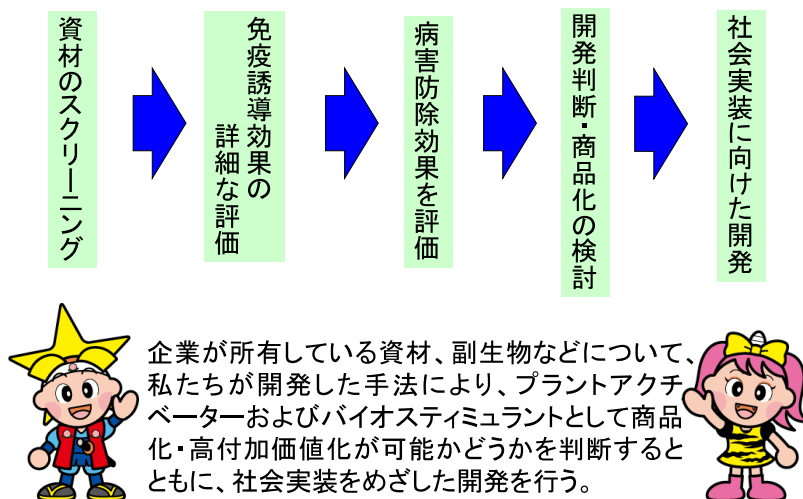 資材のスクリーニング
免疫誘導効果の
詳細な評価
病害防除効果を評価
開発判断・商品化の検討
社会実装に向けた開発
企業が所有している資材、副生物などについて、
私たちが開発した手法により、プラントアクチ
ベーターおよびバイオスティミュラントとして商品
化・高付加価値化が可能かどうかを判断すると
ともに、社会実装をめざした開発を行う。